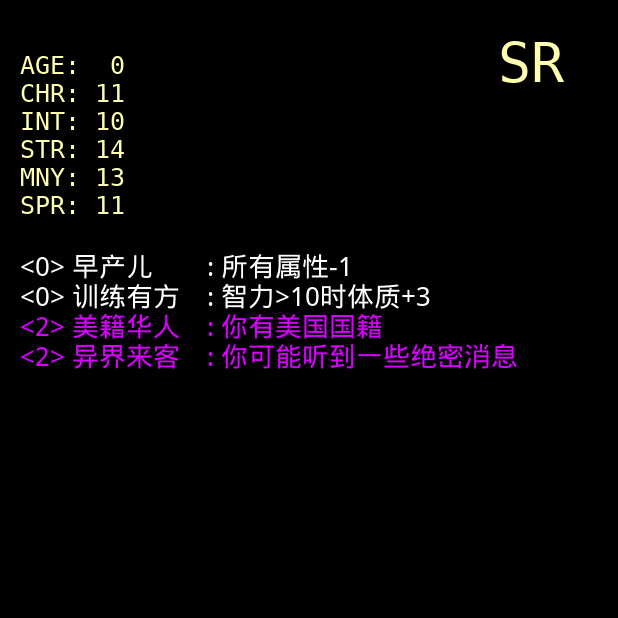 SR
AGE: 0
CHR: 11
INT: 10
STR: 14
MNY: 13
SPR: 11
<0> 早产儿 : 所有属性-1
<0> 训练有方 : 智力>10时体质+3
<2> 美籍华人 : 你有美国国籍
<2> 异界来客 : 你可能听到一些绝密消息